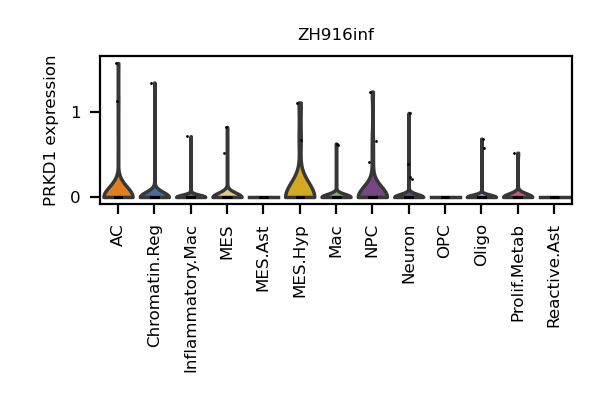 ZH916inf
PRKD1 expression
1
0
AC
Chromatin.Reg
Inflammatory.Mac
MES
MES.Ast
MES.Hyp
Mac
NPC
Neuron
OPC
Oligo
Prolif.Metab
Reactive.Ast